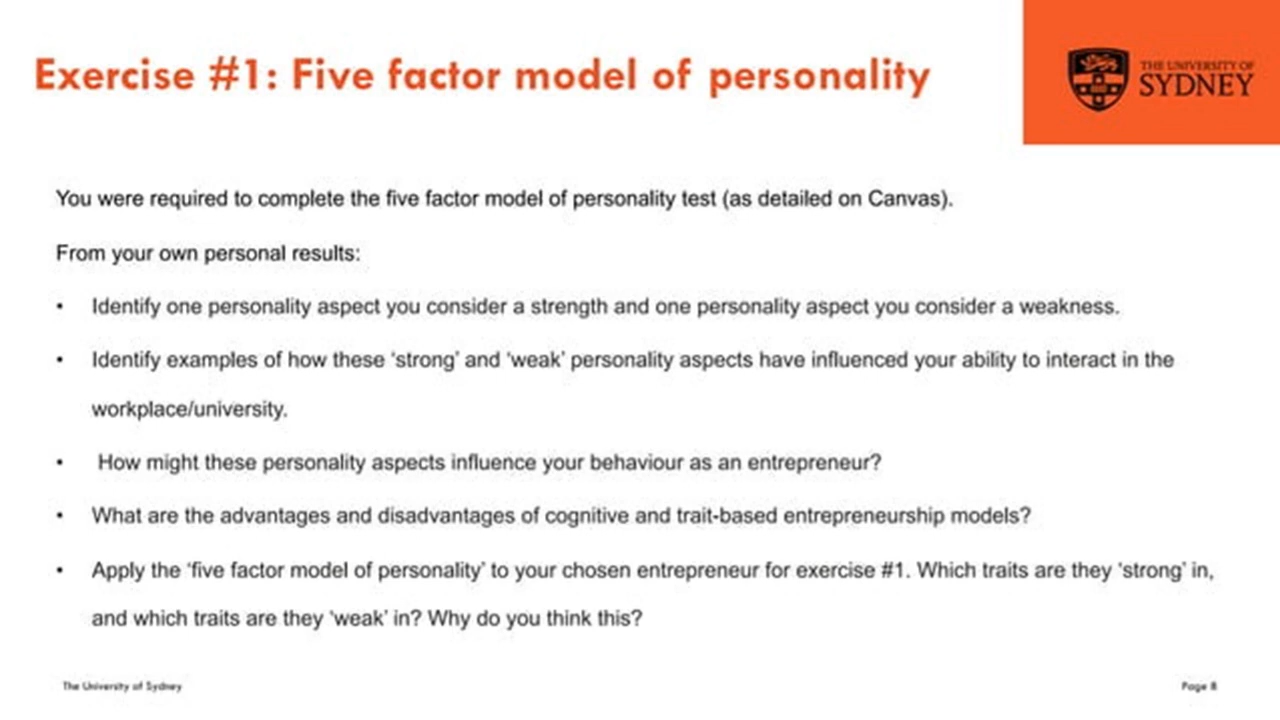 Exercise #1: Five factor model of personality
THE UNIVERSITY OF
SYDNEY
You were required to complete the five factor model of personality test (as detailed on Canvas).
From your own personal results:
• Identify one personality aspect you consider a strength and one personality aspect you consider a weakness.
• Identify examples of how these ‘strong’ and ‘weak’ personality aspects have influenced your ability to interact in the
workplace/university.
• How might these personality aspects influence your behaviour as an entrepreneur?
• What are the advantages and disadvantages of cognitive and trait-based entrepreneurship models?
• Apply the ‘five factor model of personality’ to your chosen entrepreneur for exercise #1. Which traits are they ‘strong’ in,
and which traits are they ‘weak’ in? Why do you think this?
The University of Sydney
Page 8